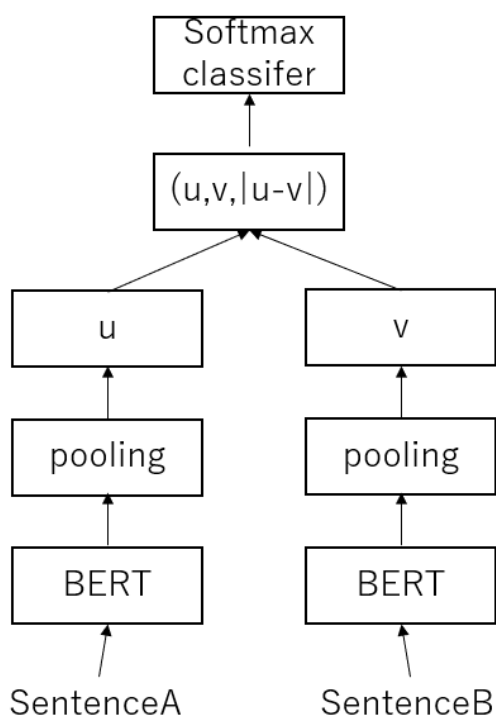 Softmax
classifer
(u,v,|u-v|)
u
v
pooling
pooling
BERT
BERT
SentenceA
SentenceB